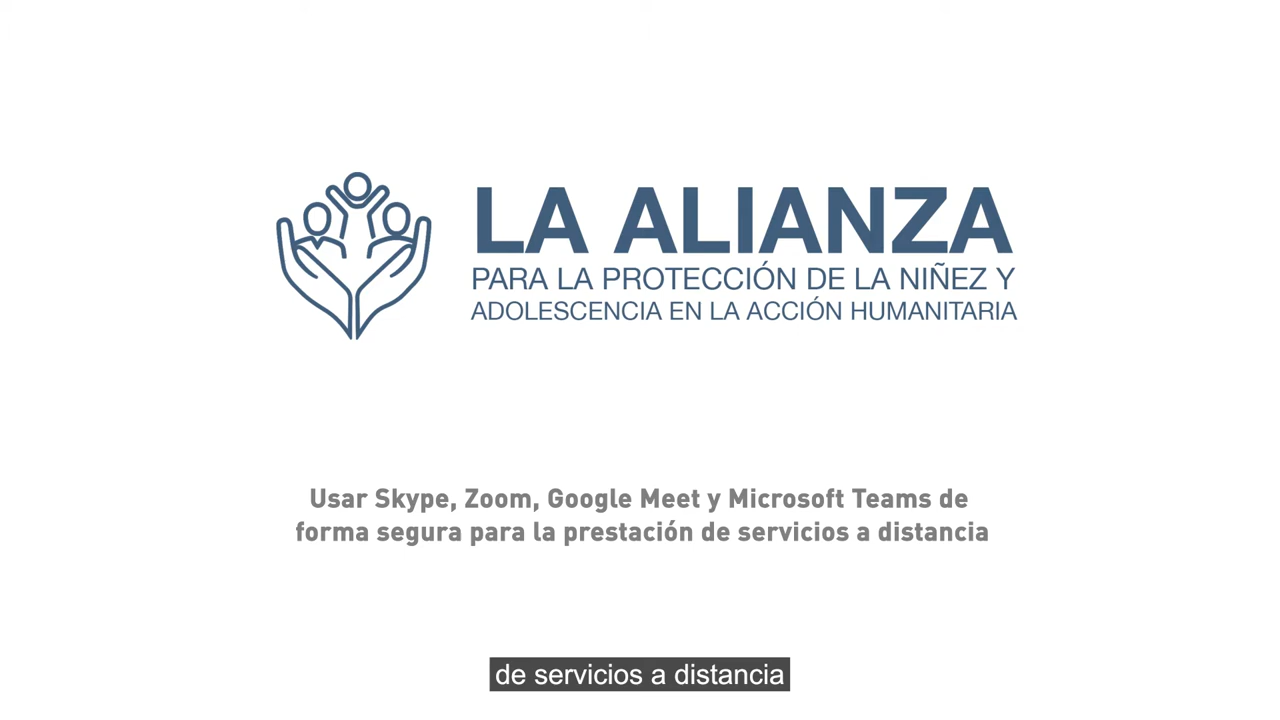 LA ALIANZA
PARA LA PROTECCIÓN DE LA NIÑEZ Y
ADOLESCENCIA EN LA ACCIÓN HUMANITARIA
Usar Skype, Zoom, Google Meet y Microsoft Teams de
forma segura para la prestación de servicios a distancia
de servicios a distancia